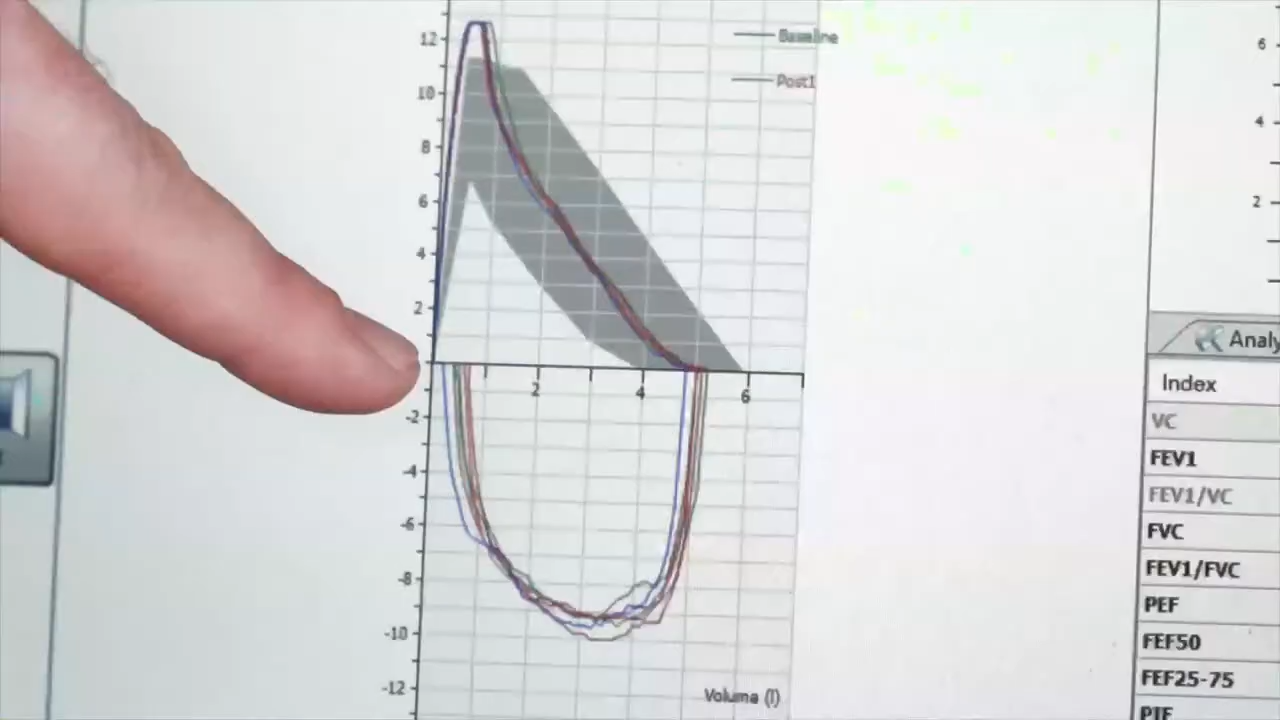 Baseline
Post1
12
10
8
6
4
2
2
4
6
-2
-4
-6
-8
-10
-12
Volume (l)
6
4
2
Analy
Index
VC
FEV1
FEV1/VC
FVC
FEV1/FVC
PEF
FEF50
FEF25-75
PIF